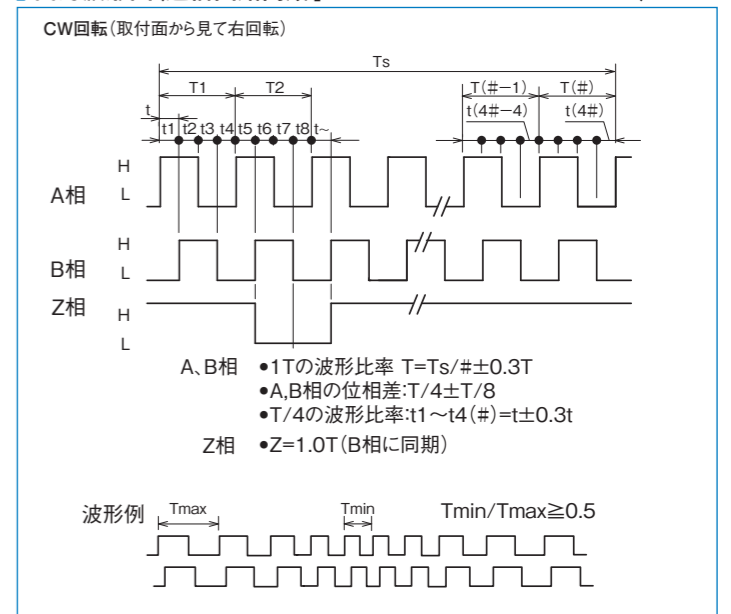 CW回転(取付面から見て右回転)
Ts
T1 T2 T(#−1) T(#)
t t(4#−4) t(4#)
t1 t2 t3 t4 t5 t6 t7 t8 t~
H
A相 L
H
B相 L
Z相 H
L
A、B相 ●1Tの波形比率 T=Ts/#±0.3T
●A,B相の位相差:T/4±T/8
●T/4の波形比率:t1〜t4(#)=t±0.3t
Z相 ●Z=1.0T(B相に同期)
波形例 Tmax Tmin Tmin/Tmax≧0.5